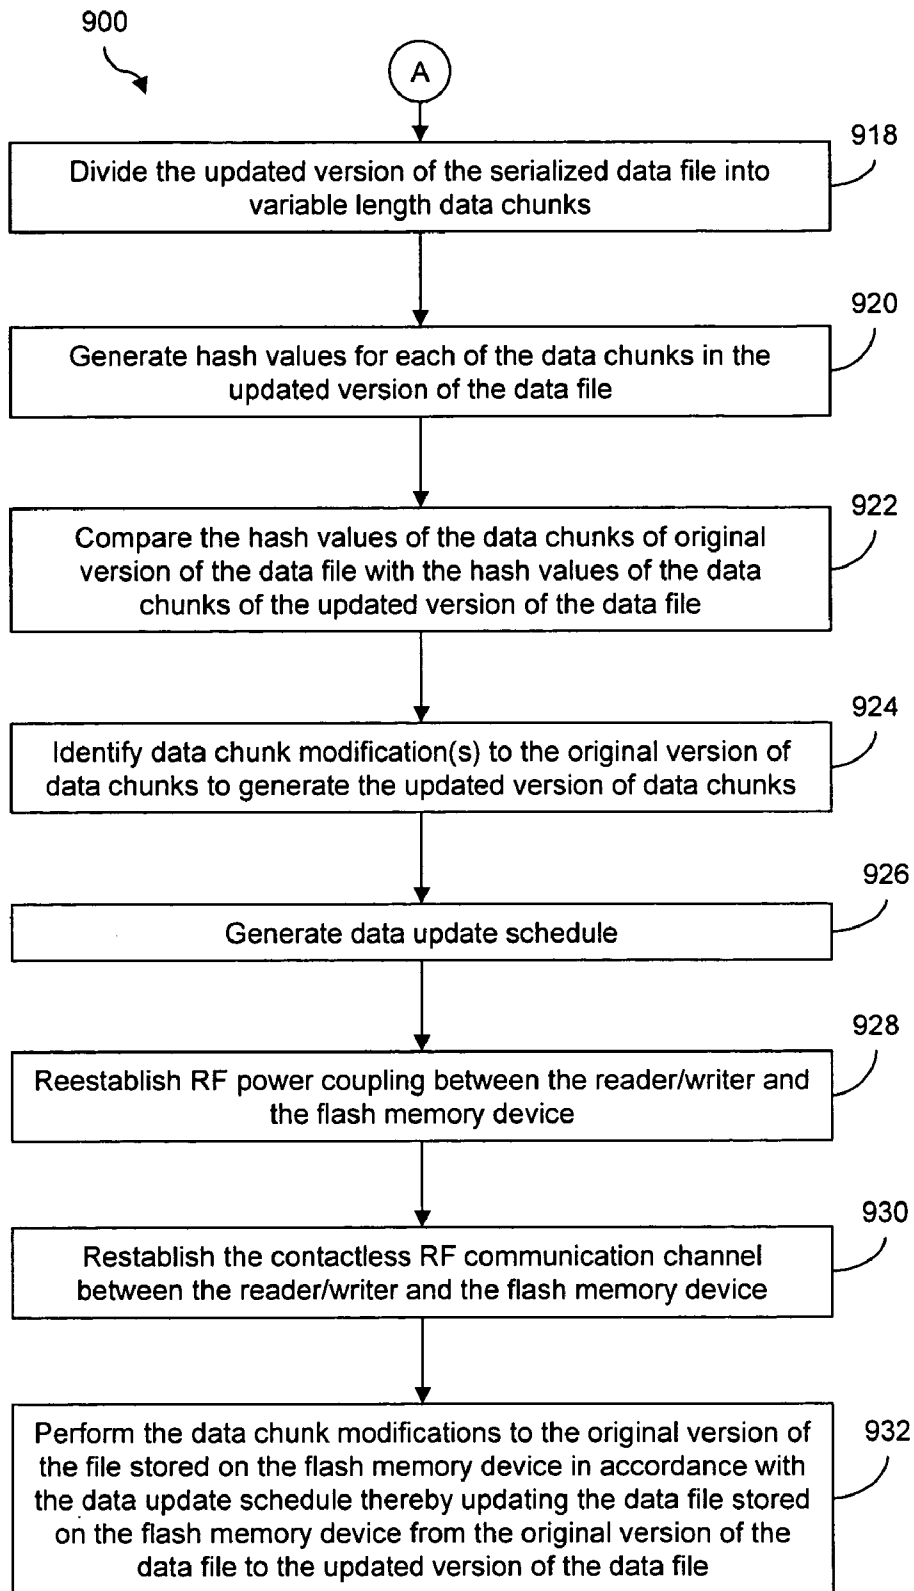 900
A
918
Divide the updated version of the serialized data file into
variable length data chunks
920
Generate hash values for each of the data chunks in the
updated version of the data file
922
Compare the hash values of the data chunks of original
version of the data file with the hash values of the data
chunks of the updated version of the data file
924
Identify data chunk modification(s) to the original version of
data chunks to generate the updated version of data chunks
926
Generate data update schedule
928
Reestablish RF power coupling between the reader/writer and
the flash memory device
930
Restablish the contactless RF communication channel
between the reader/writer and the flash memory device
932
Perform the data chunk modifications to the original version of
the file stored on the flash memory device in accordance with
the data update schedule thereby updating the data file stored
on the flash memory device from the original version of the
data file to the updated version of the data file